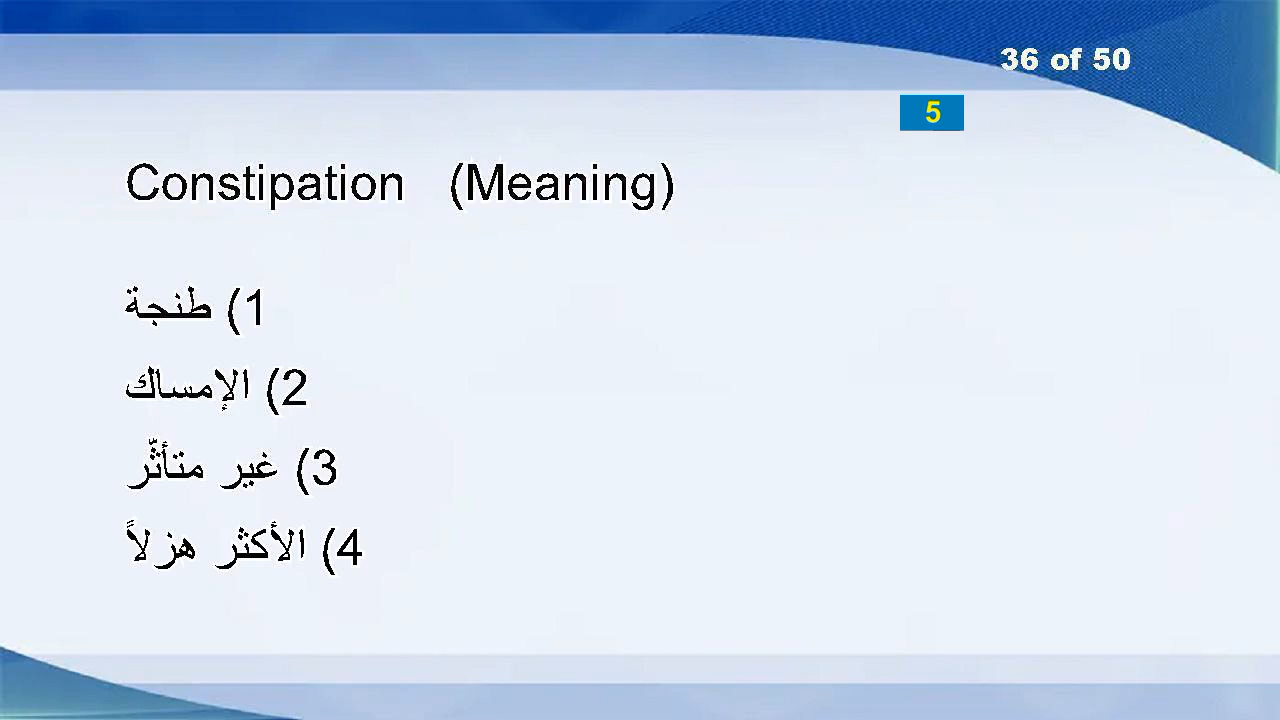 36 of 50
5
Constipation (Meaning)
1) طنجة
2) الإمساك
3) غير متأثّر
4) الأكثر هزلاً